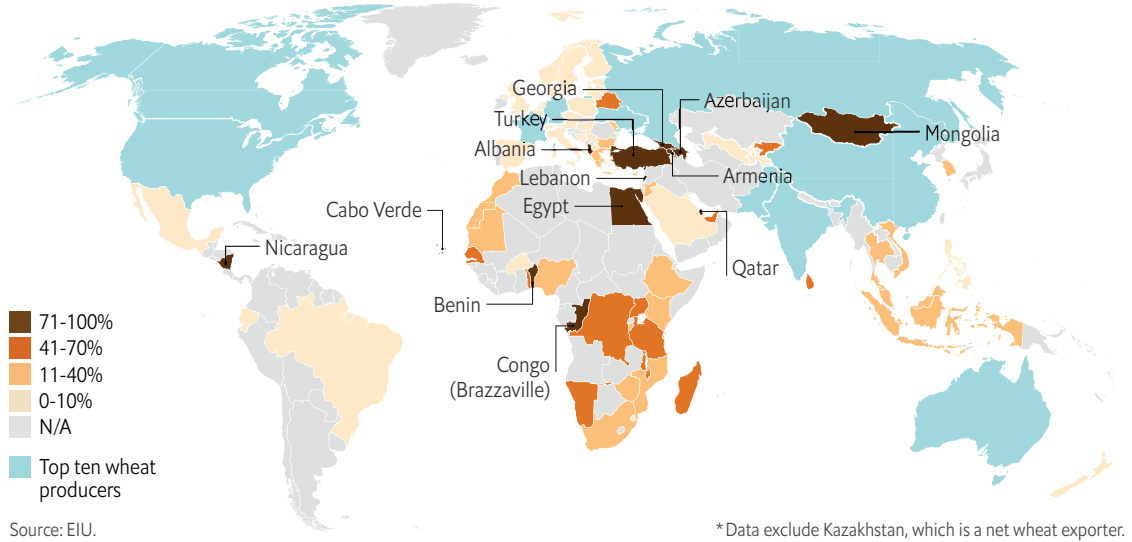 Georgia
Azerbaijan
Turkey
Mongolia
Albania
Lebanon
Armenia
Egypt
Cabo Verde
Nicaragua
Qatar
Benin
71-100%
41-70%
11-40%
0-10%
N/A
Congo
(Brazzaville)
Top ten wheat
producers
Source: EIU.
*Data exclude Kazakhstan, which is a net wheat exporter.